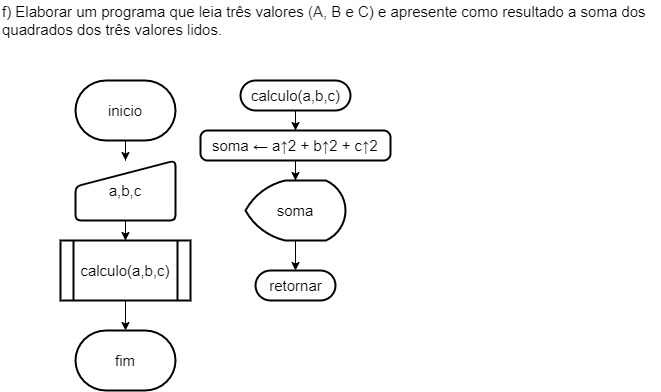 f) Elaborar um programa que leia três valores (A, B e C) e apresente como resultado a soma dos
quadrados dos três valores lidos.
inicio
a,b,c
calculo(a,b,c)
fim
calculo(a,b,c)
soma ← a↑2 + b↑2 + c↑2
soma
retornar